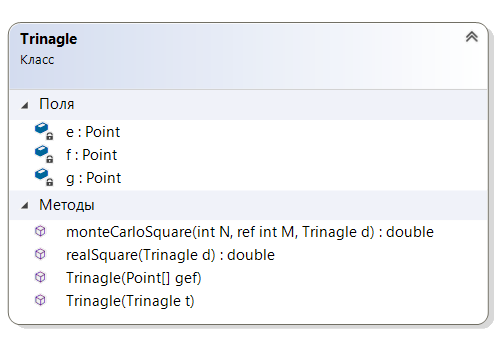 Trinagle
Класс
Поля
e : Point
f : Point
g : Point
Методы
monteCarloSquare(int N, ref int M, Trinagle d) : double
realSquare(Trinagle d) : double
Trinagle(Point[] gef)
Trinagle(Trinagle t)